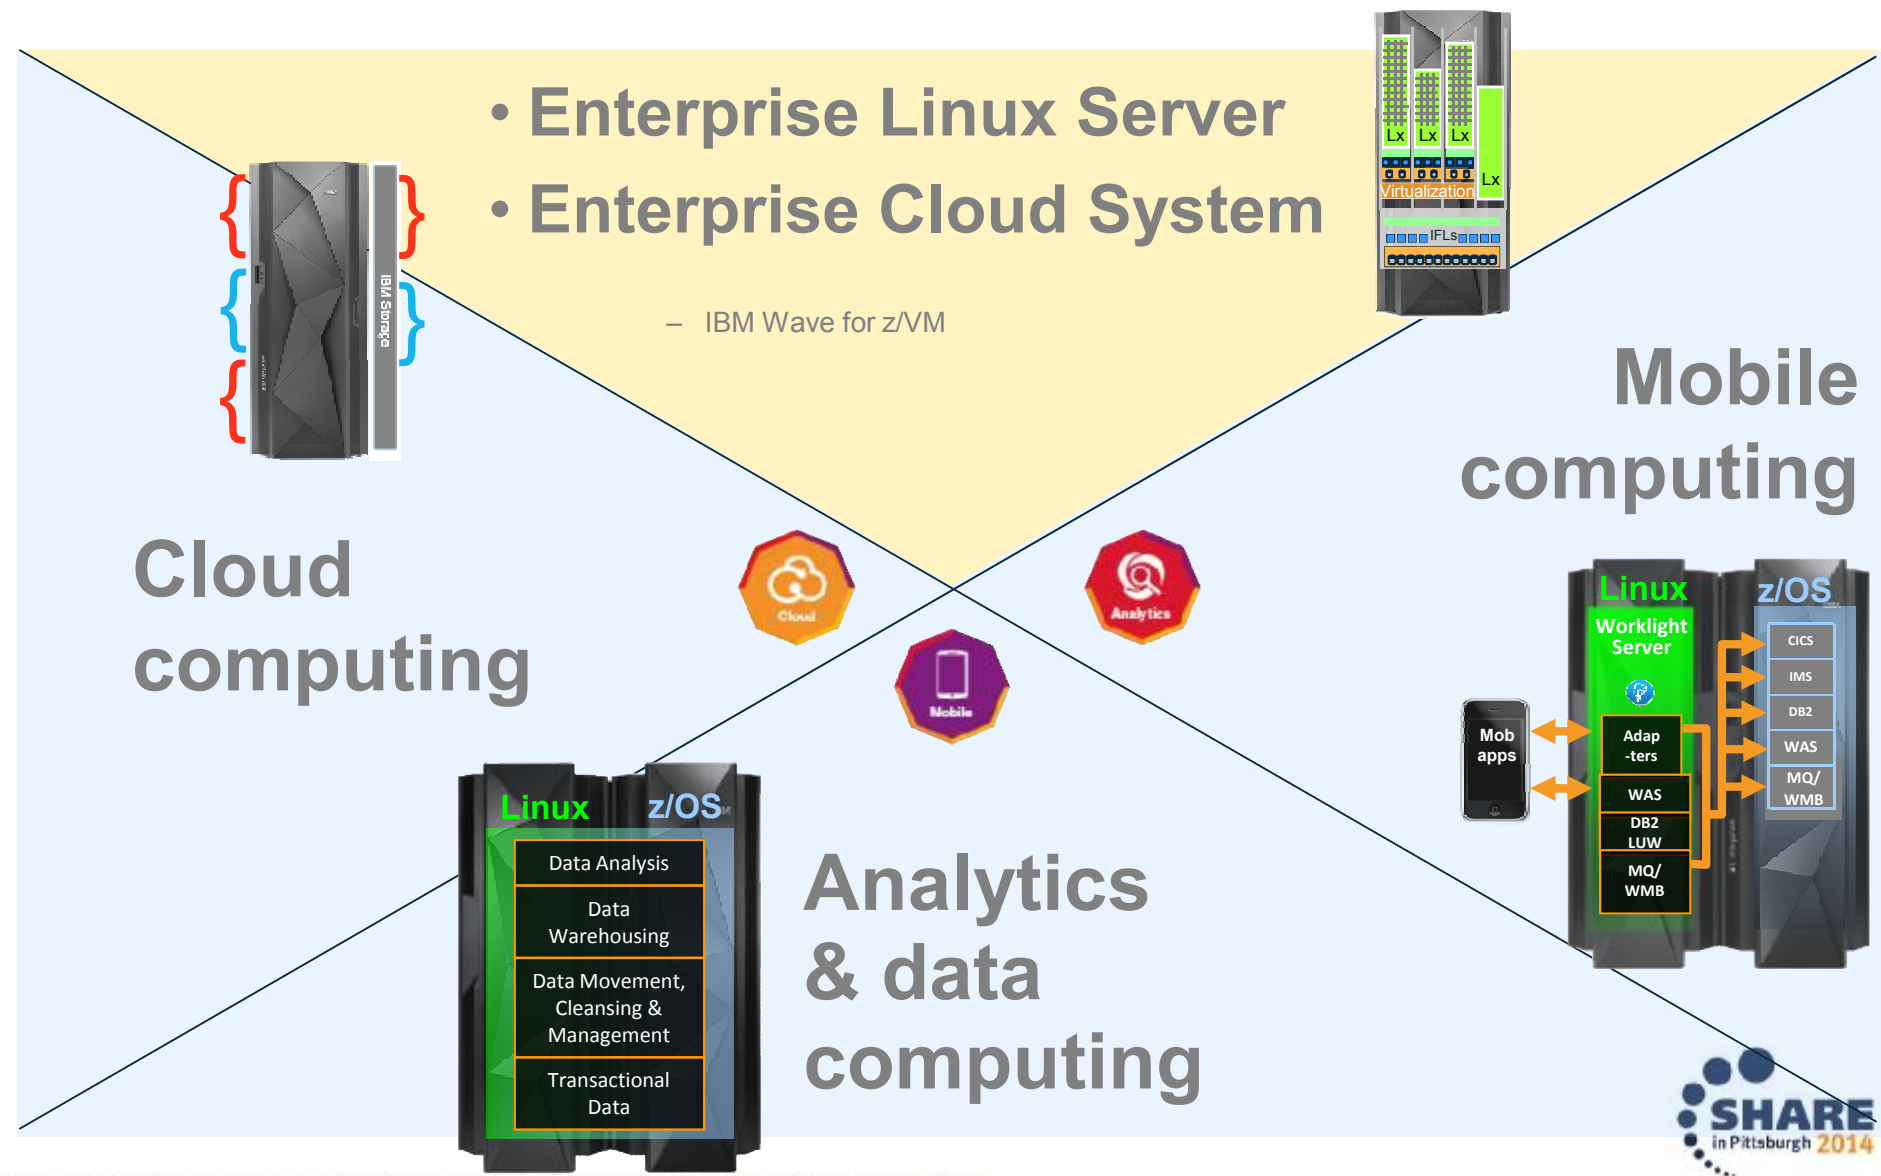 • Enterprise Linux Server
• Enterprise Cloud System
– IBM Wave for z/VM
Lx Lx Lx
Lx
Virtualization
IFLs
IBM Storage
Cloud
computing
Mobile
computing
Cloud
Analytics
Mobile
Linux z/OS
Worklight
Server
Mob
apps
Adap
-ters
WAS
DB2
LUW
MQ/
WMB
CICS
IMS
DB2
WAS
MQ/
WMB
Linux z/OS
Data Analysis
Data
Warehousing
Data Movement,
Cleansing &
Management
Transactional
Data
Analytics
& data
computing
SHARE
in Pittsburgh 2014